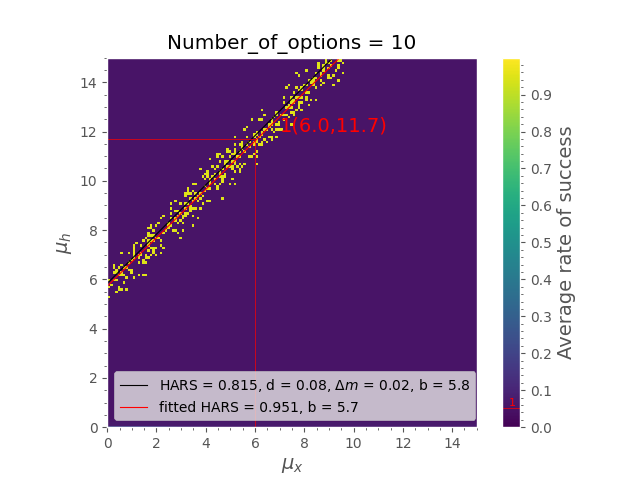 Number_of_options = 10
14
12
10
8
6
4
2
0
μh
1(6.0,11.7)
HARS = 0.815, d = 0.08, Δm = 0.02, b = 5.8
fitted HARS = 0.951, b = 5.7
0 2 4 6 8 10 12 14
μx
0.9
0.8
0.7
0.6
0.5
0.4
0.3
0.2
0.1
0.0
1
Average rate of success